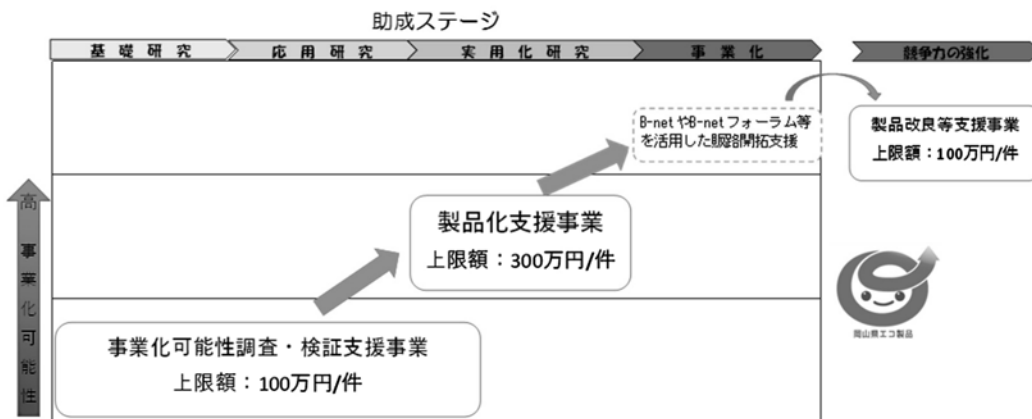 助成ステージ
基礎研究
応用研究
実用化研究
事業化
競争力の強化
B-netやB-netフォーラム等
を活用した販路開拓支援
製品改良等支援事業
上限額：100万円/件
製品化支援事業
上限額：300万円/件
事業化可能性調査・検証支援事業
上限額：100万円/件
高 事業化可能性
岡山県エコ製品